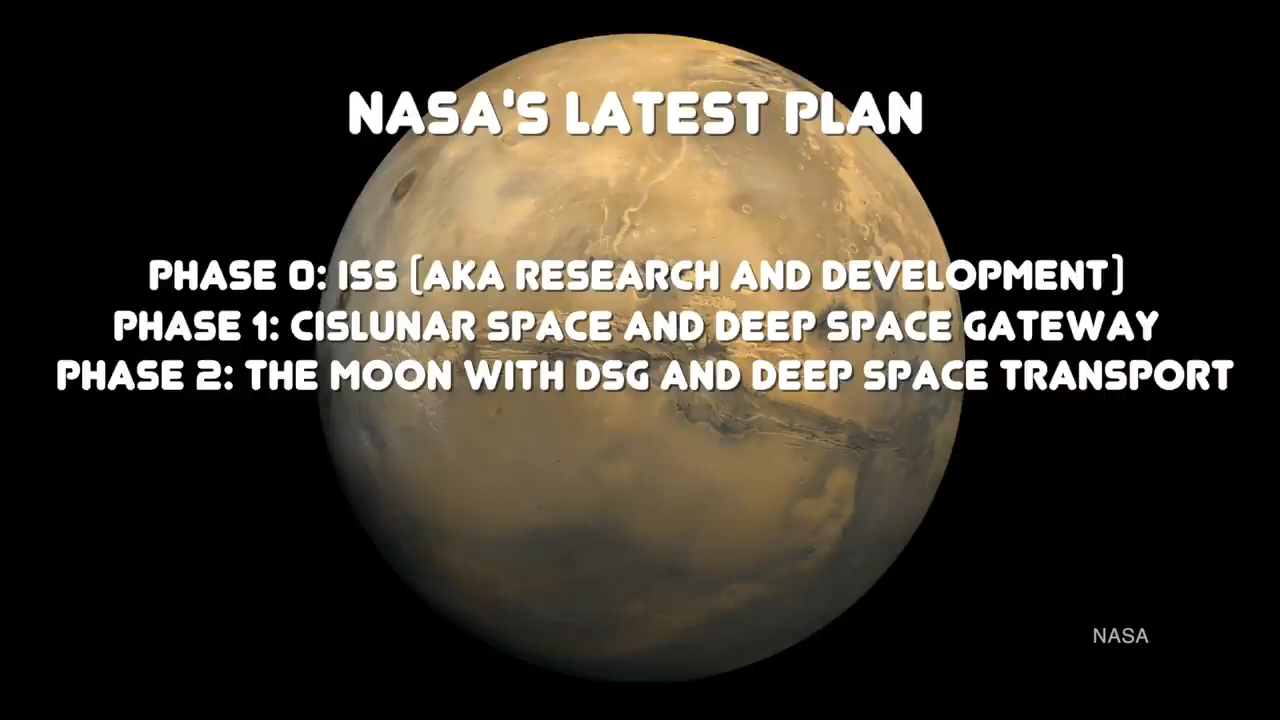 NASA'S LATEST PLAN
PHASE 0: ISS (AKA RESEARCH AND DEVELOPMENT)
PHASE 1: CISLUNAR SPACE AND DEEP SPACE GATEWAY
PHASE 2: THE MOON WITH DSG AND DEEP SPACE TRANSPORT
NASA